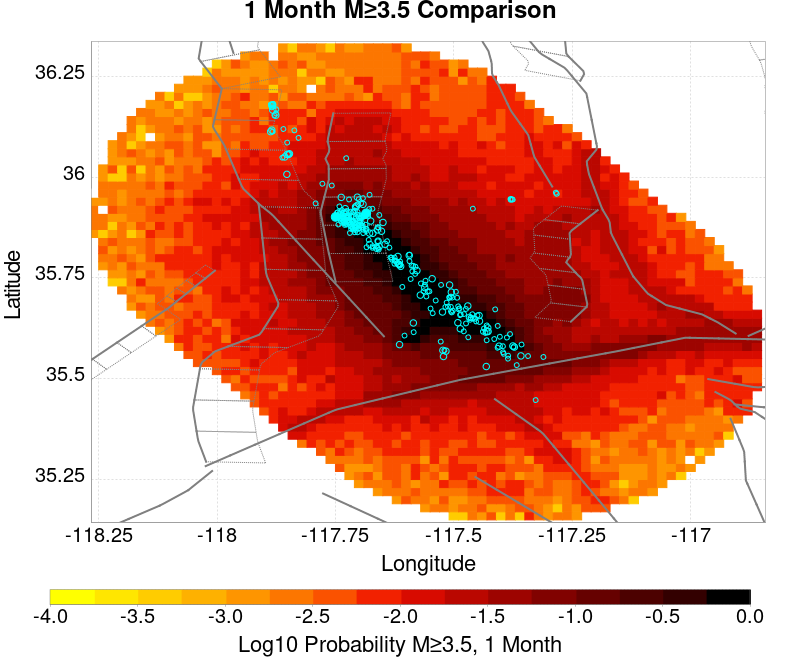 1 Month M≥3.5 Comparison
36.25
36
35.75
35.5
35.25
Latitude
-118.25 -118 -117.75 -117.5 -117.25 -117
Longitude
-4.0 -3.5 -3.0 -2.5 -2.0 -1.5 -1.0 -0.5 0.0
Log10 Probability M≥3.5, 1 Month